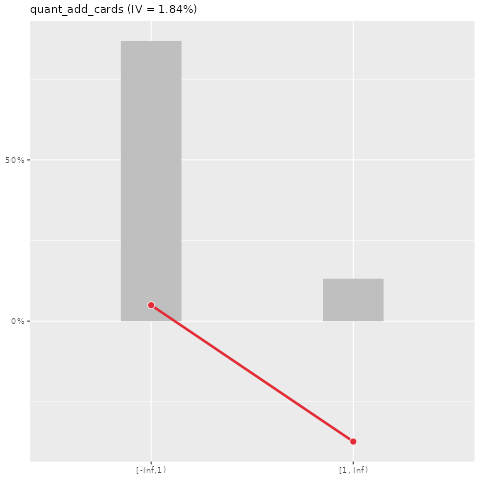 quant_add_cards (IV = 1.84%)
50%
0%
[-Inf,1)
[1, Inf)